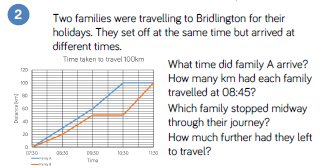 2
Two families were travelling to Bridlington for their
holidays. They set off at the same time but arrived at
different times.
Time taken to travel 100km
What time did family A arrive?
How many km had each family
travelled at 08:45?
Which family stopped midway
through their journey?
How much further had they left
to travel?
Distance (km)
120
100
80
60
40
20
0
07:30 08:30 09:30 10:30 11:30
Time